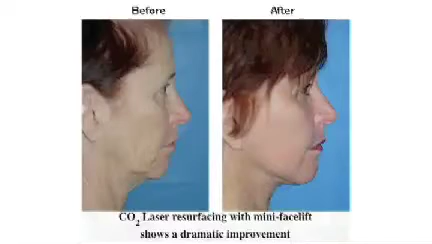 Before After
CO2 Laser resurfacing with mini-facelift
shows a dramatic improvement